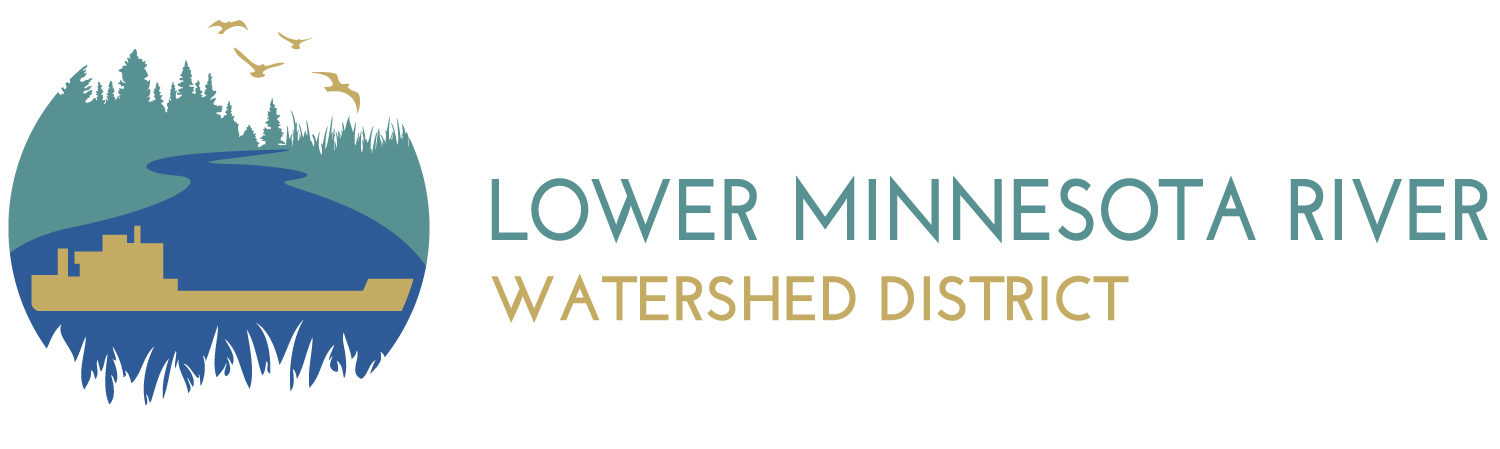 LOWER MINNESOTA RIVER
WATERSHED DISTRICT